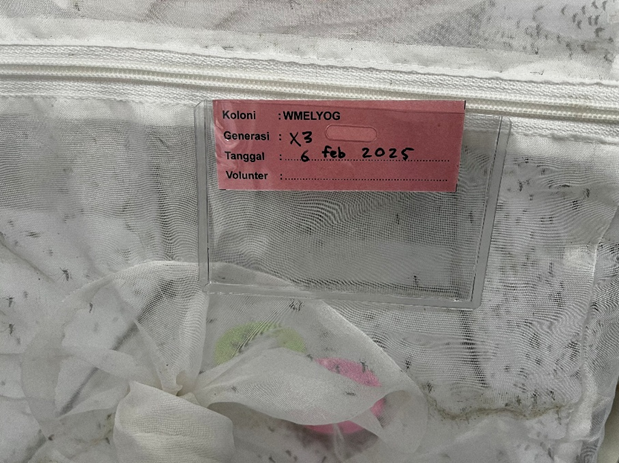 Koloni : WMELYOG
Generasi : X3
Tanggal : 6 feb 2025
Volunter :